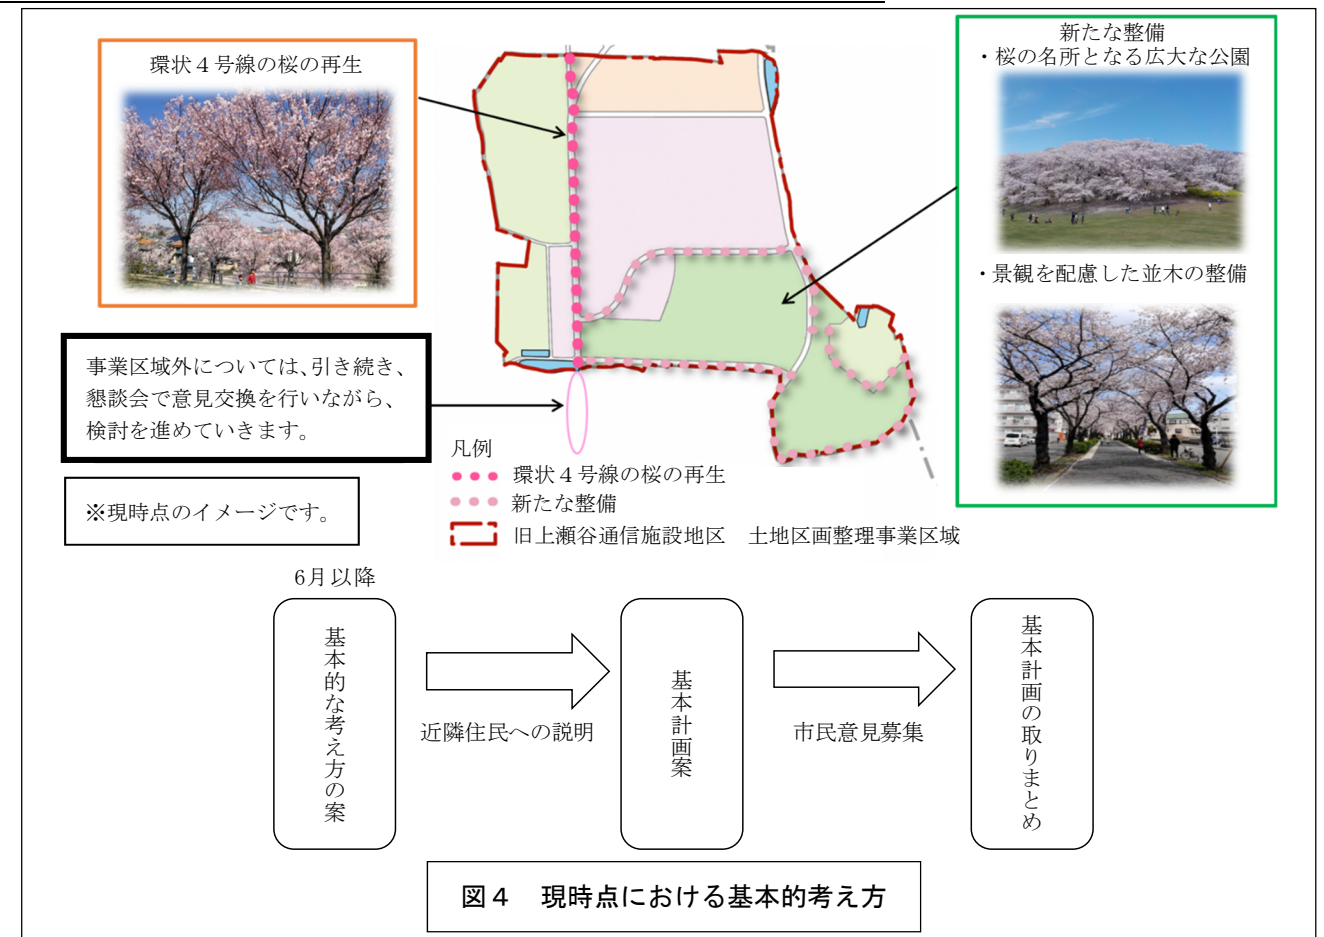 環状４号線の桜の再生
新たな整備
・桜の名所となる広大な公園
・景観を配慮した並木の整備
事業区域外については、引き続き、
懇談会で意見交換を行いながら、
検討を進めていきます。
※現時点のイメージです。
凡例
環状４号線の桜の再生
新たな整備
旧上瀬谷通信施設地区　土地区画整理事業区域
6月以降
基本的な考え方の案
近隣住民への説明
基本計画案
市民意見募集
基本計画の取りまとめ
図４　現時点における基本的考え方